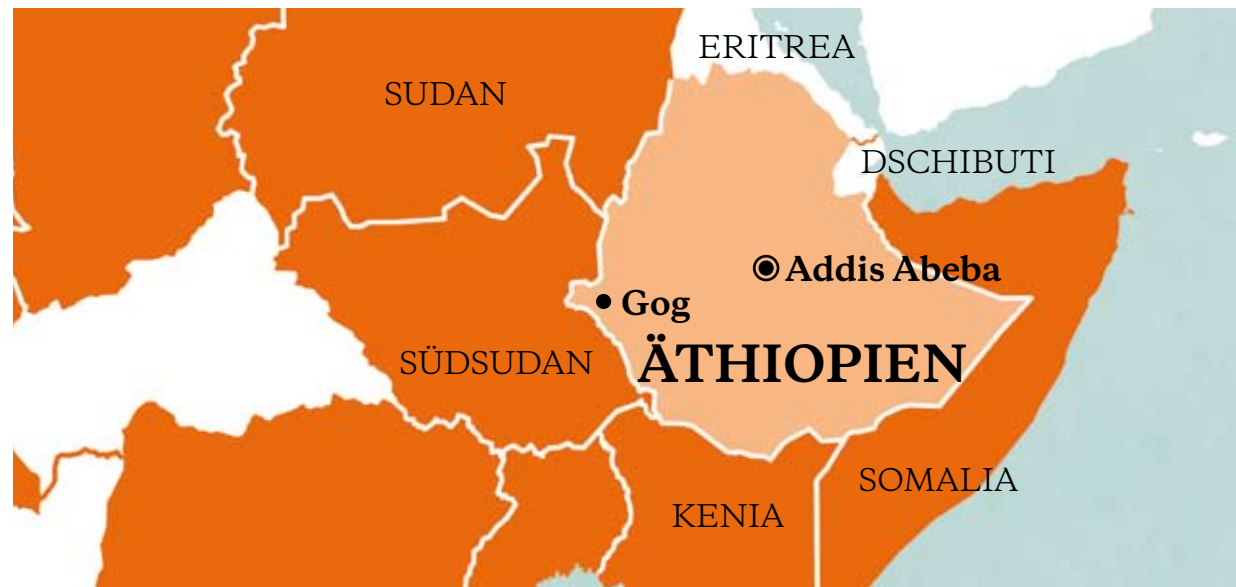 ERITREA
SUDAN
DSCHIBUTI
Addis Abeba
Gog
SÜDSUDAN
ÄTHIOPIEN
SOMALIA
KENIA